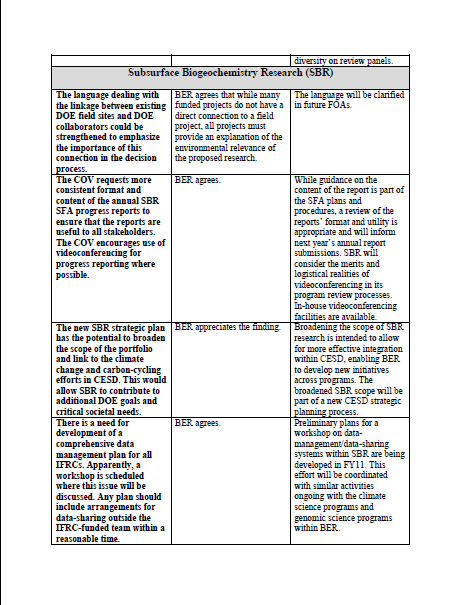 diversity on review panels.
Subsurface Biogeochemistry Research (SBR)
The language dealing with
the linkage between existing
DOE field sites and DOE
collaborators could be
strengthened to emphasize
the importance of this
connection in the decision
process.
BER agrees that while many
funded projects do not have a
direct connection to a field
project, all projects must
provide an explanation of the
environmental relevance of
the proposed research.
The language will be clarified
in future FOAs.
The COV requests more
consistent format and
content of the annual SBR
SFA progress reports to
ensure that the reports are
useful to all stakeholders.
The COV encourages use of
videoconferencing for
progress reporting where
possible.
BER agrees.
While guidance on the
content of the report is part of
the SFA plans and
procedures, a review of the
reports' format and utility is
appropriate and will inform
next year's annual report
submissions. SBR will
consider the merits and
logistical realities of
videoconferencing in its
program review processes.
In-house videoconferencing
facilities are available.
The new SBR strategic plan
has the potential to broaden
the scope of the portfolio
and link to the climate
change and carbon-cycling
efforts in CESD. This would
allow SBR to contribute to
additional DOE goals and
critical societal needs.
BER appreciates the finding.
Broadening the scope of SBR
research is intended to allow
for more effective integration
within CESD, enabling BER
to develop new initiatives
across programs. The
broadened SBR scope will be
part of a new CESD strategic
planning process.
There is a need for
development of a
comprehensive data
management plan for all
IFRCs. Apparently, a
workshop is scheduled
where this issue will be
discussed. Any plan should
include arrangements for
data-sharing outside the
IFRC-funded team within a
reasonable time.
BER agrees.
Preliminary plans for a
workshop on data-
management/data-sharing
systems within SBR are being
developed in FY11. This
effort will be coordinated
with similar activities
ongoing with the climate
science programs and
genomic science programs
within BER.